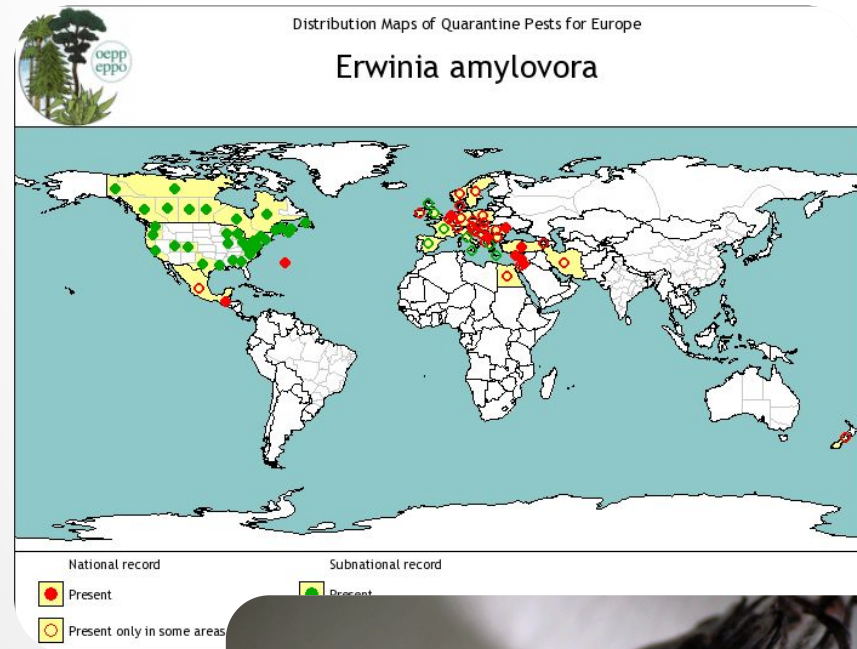 Distribution Maps of Quarantine Pests for Europe
oepp
eppo
Erwinia amylovora
National record
Subnational record
Present
Present
Present only in some areas